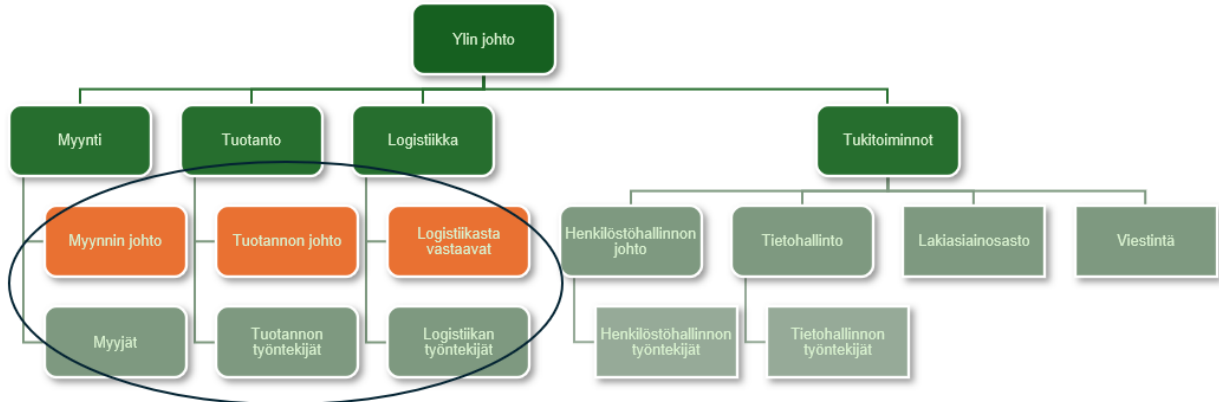 Ylin johto
Myynti
Tuotanto
Logistiikka
Tukitoiminnot
Myynnin johto
Tuotannon johto
Logistiikasta
vastaavat
Henkilöstöhallinnon
johto
Tietohallinto
Lakiasiainosasto
Viestintä
Myyjät
Tuotannon
työntekijät
Logistiikan
työntekijät
Henkilöstöhallinnon
työntekijät
Tietohallinnon
työntekijät